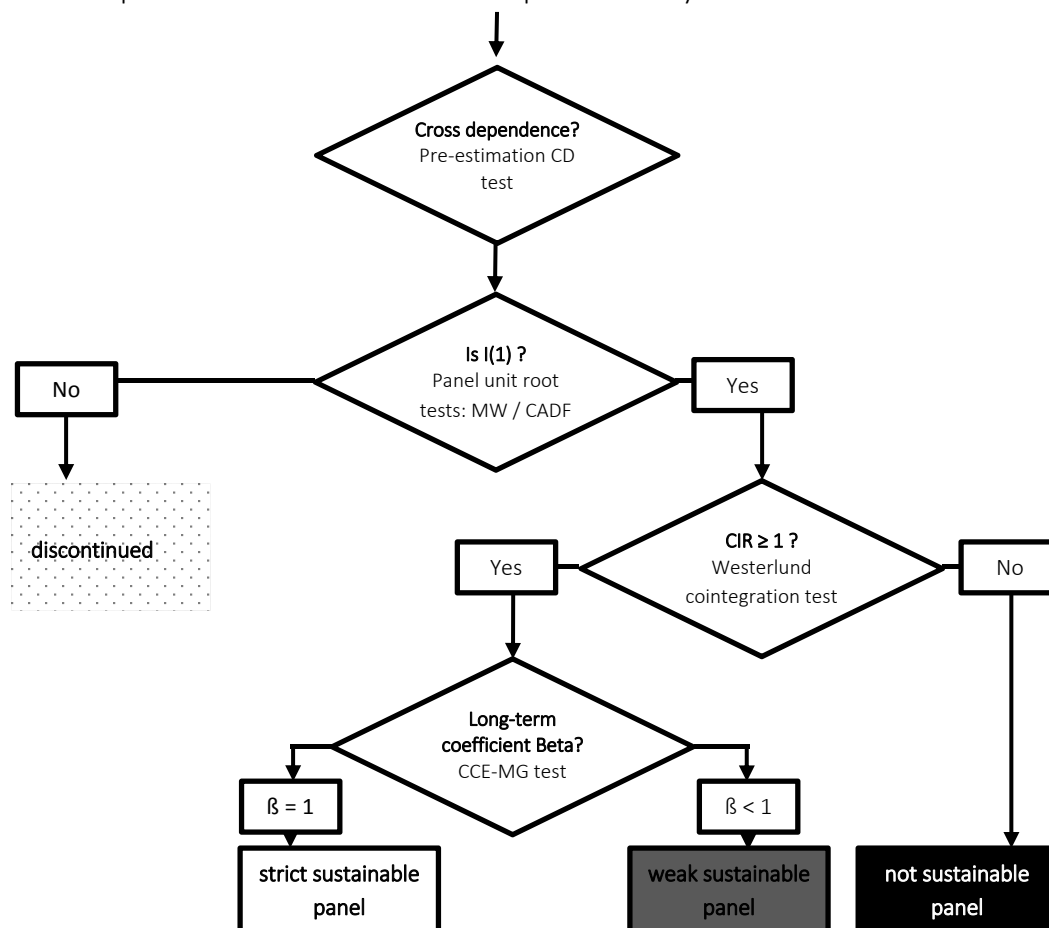 Cross dependence?
Pre-estimation CD
test
Is I(1) ?
Panel unit root
tests: MW / CADF
No
Yes
discontinued
CIR ≥ 1 ?
Westerlund
cointegration test
Yes
No
Long-term
coefficient Beta?
CCE-MG test
ß = 1
ß < 1
strict sustainable
panel
weak sustainable
panel
not sustainable
panel